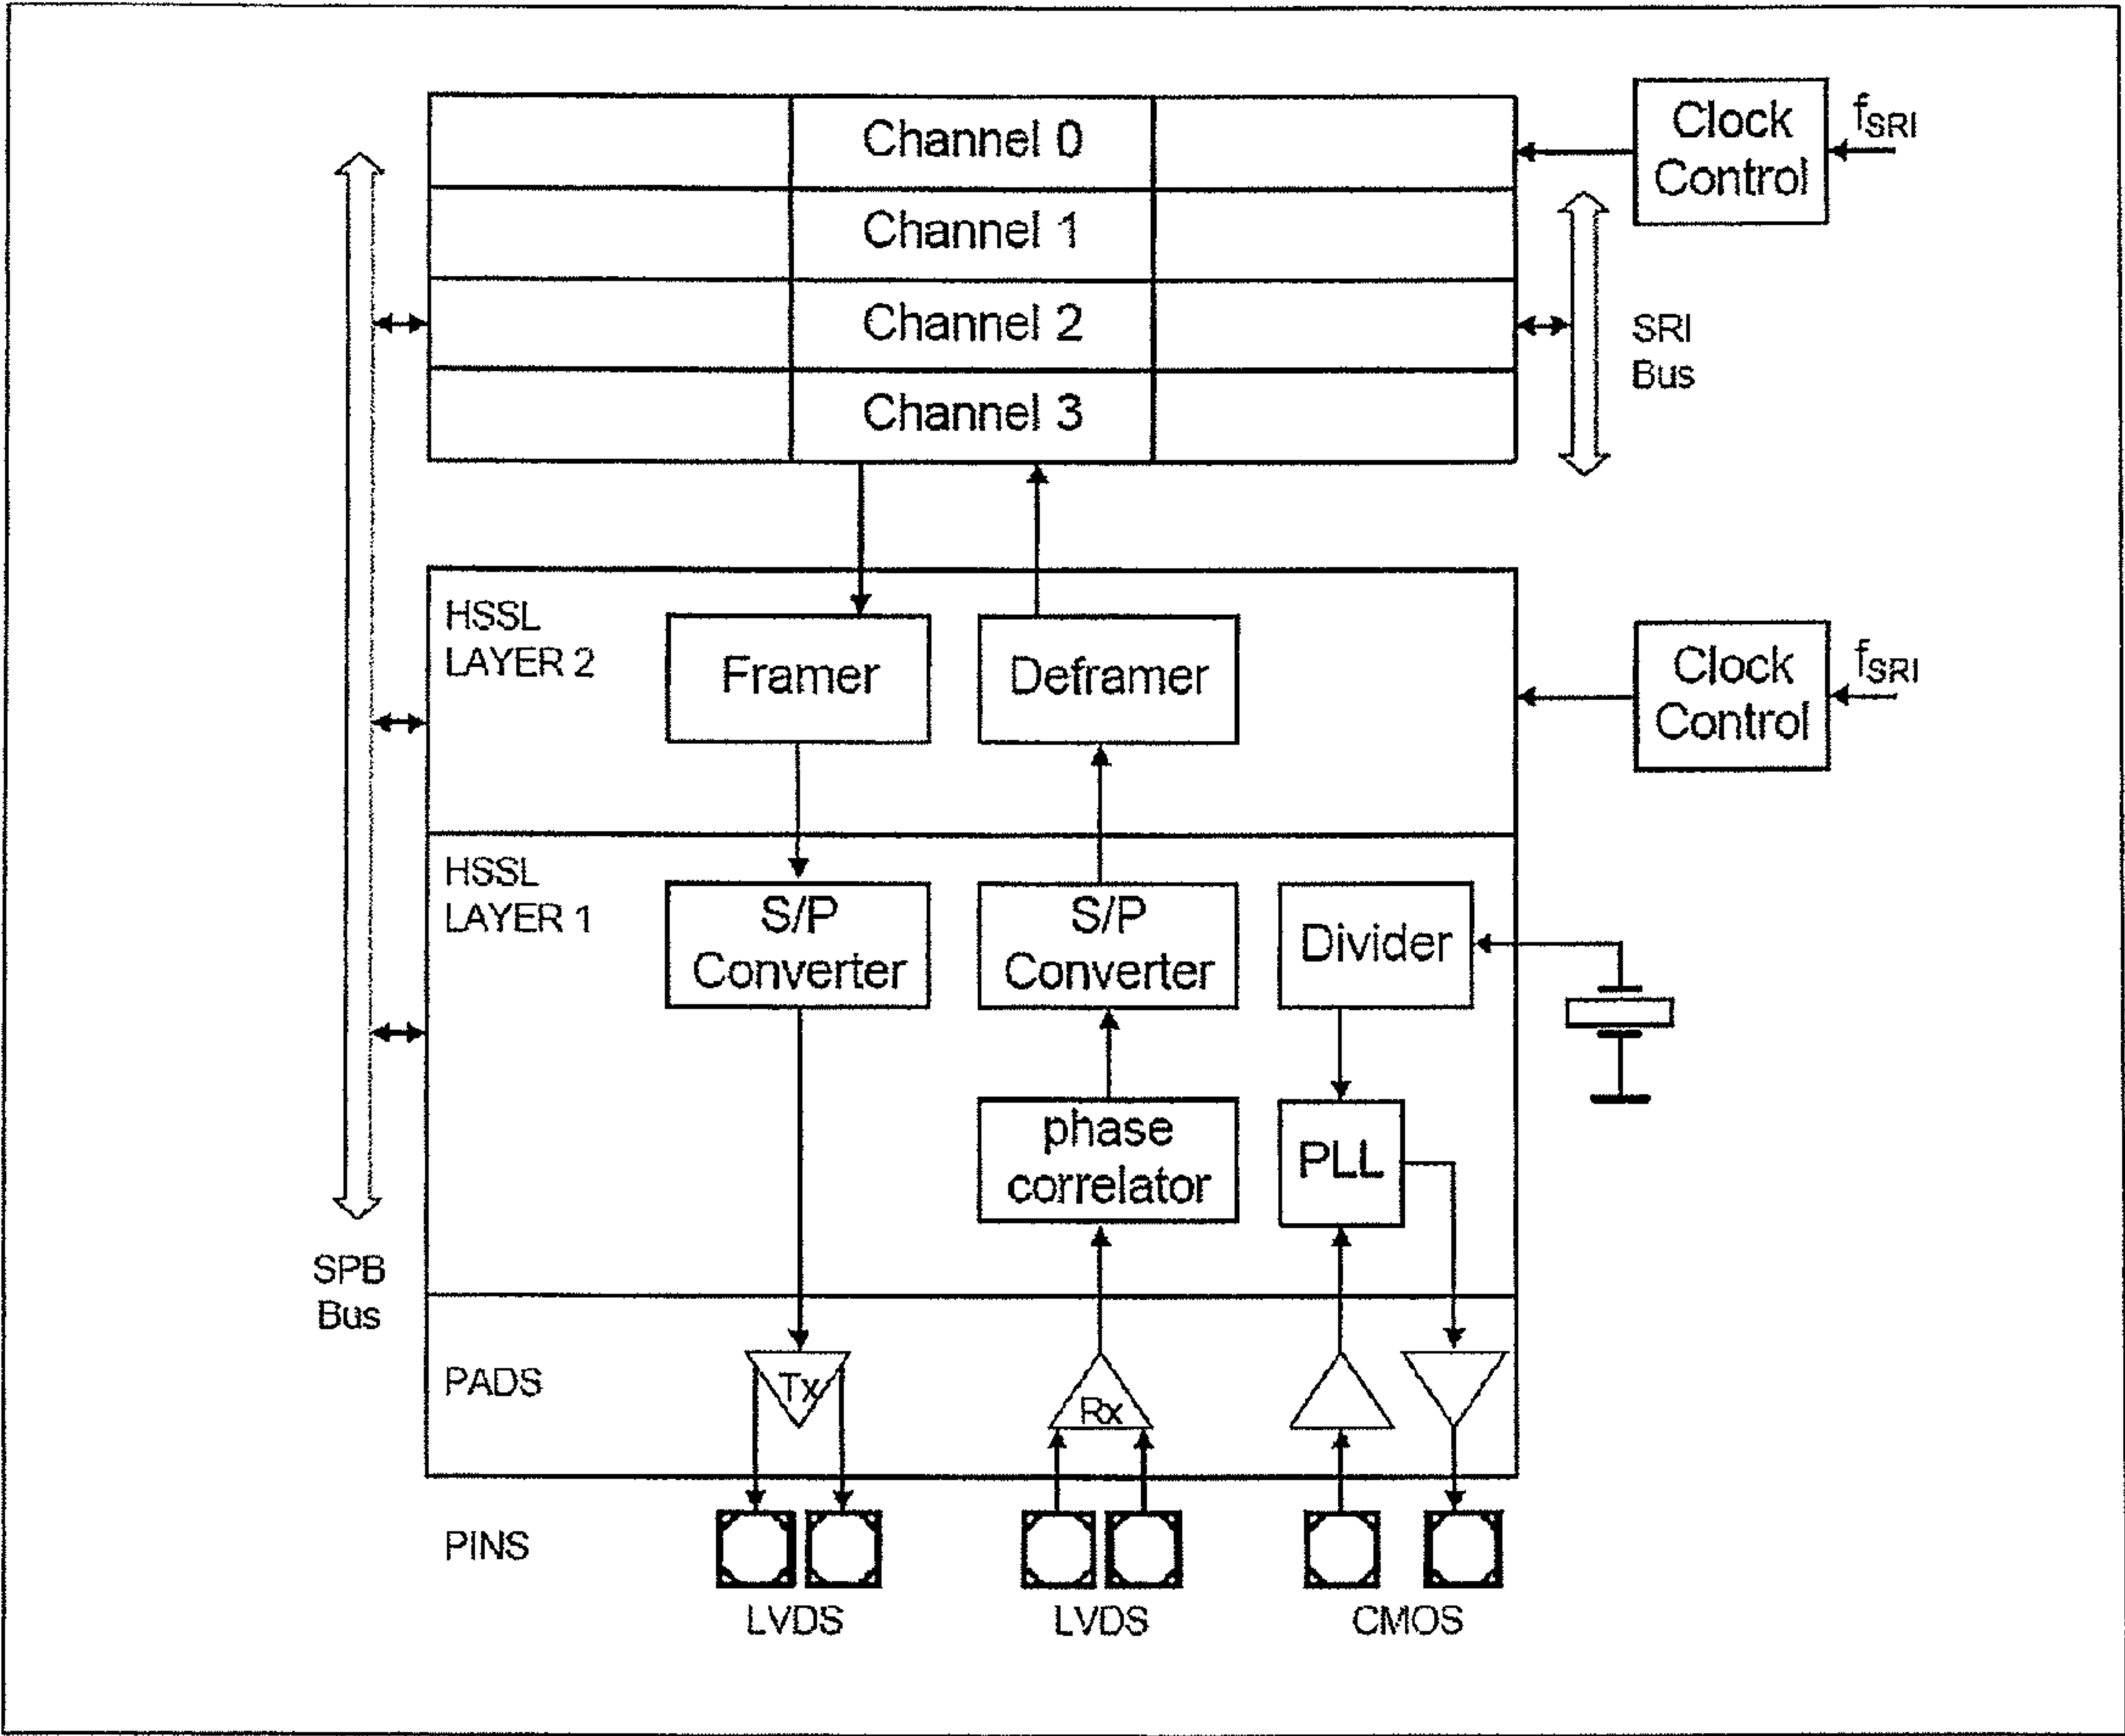 Channel 0
Channel 1
Channel 2
Channel 3
Clock
Control
fSRI
SRI
Bus
HSSL
LAYER 2
Framer
Deframer
Clock
Control
fSRI
HSSL
LAYER 1
S/P
Converter
S/P
Converter
Divider
phase
correlator
PLL
SPB
Bus
PADS
Tx
Rx
PINS
LVDS
LVDS
CMOS